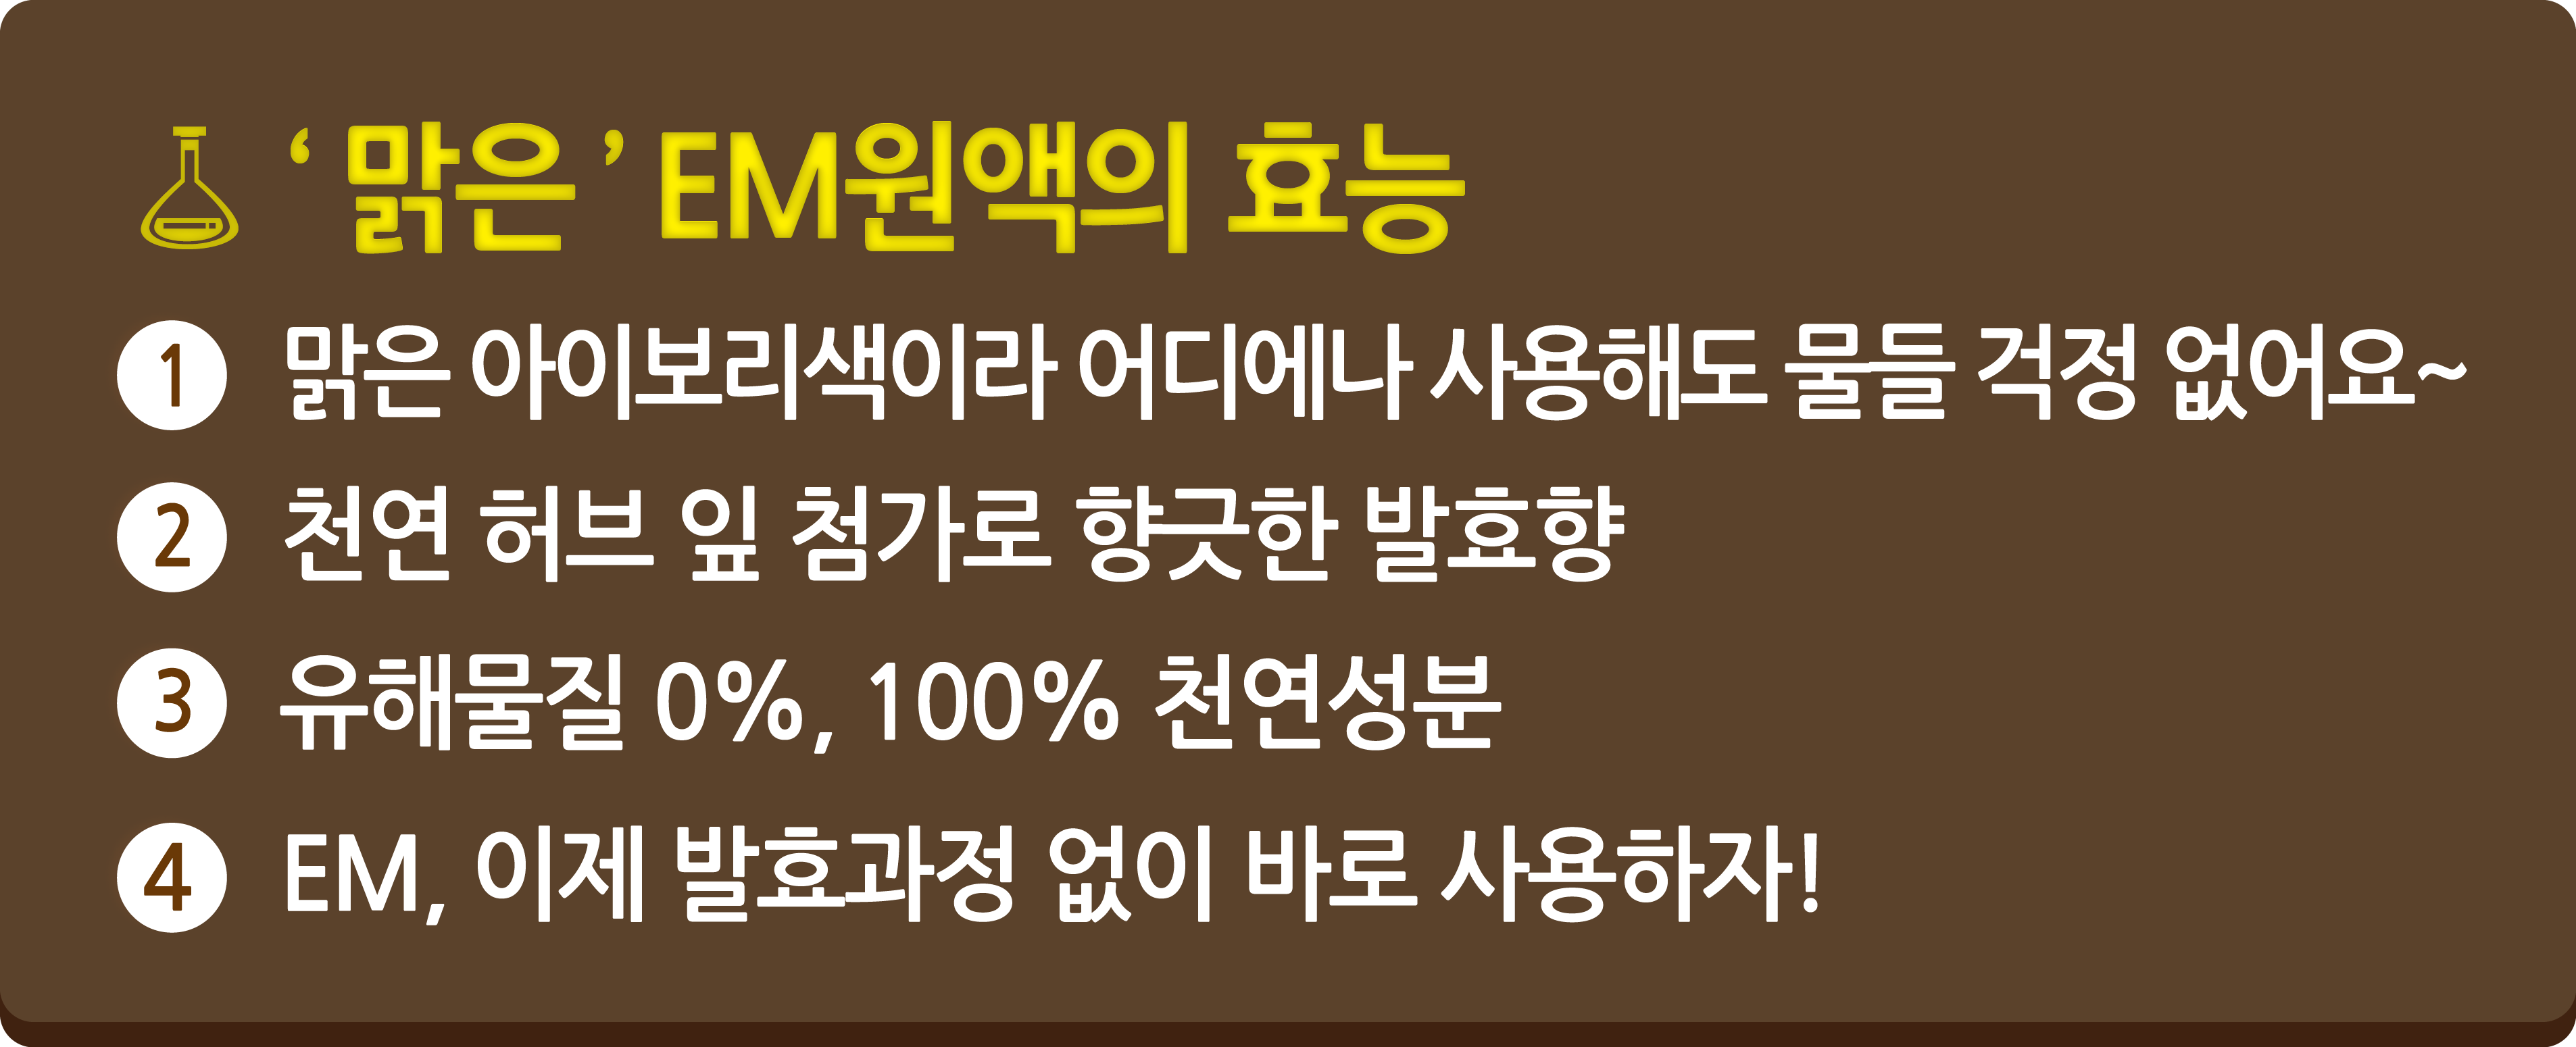 ‘맑은’ EM원액의 효능
1 맑은 아이보리색이라 어디에나 사용해도 물들 걱정 없어요~
2 천연 허브 잎 첨가로 향긋한 발효향
3 유해물질 0%, 100% 천연성분
4 EM, 이제 발효과정 없이 바로 사용하자!